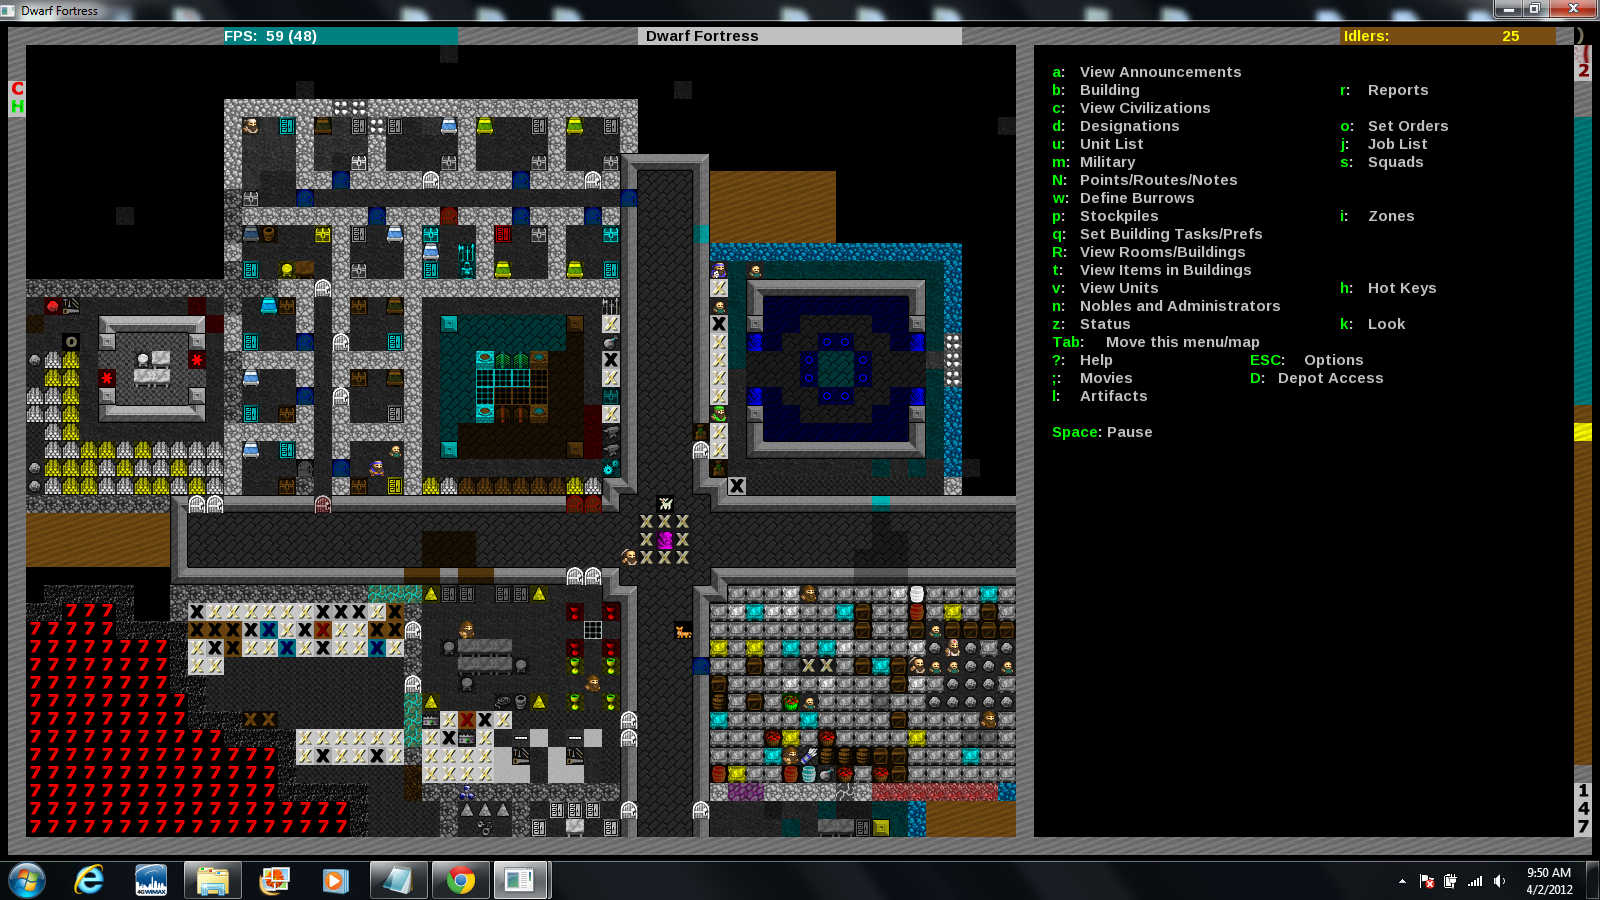 Dwarf Fortress
FPS: 59 (48)
Dwarf Fortress
Idlers: 25
C
H
a: View Announcements
b: Building
r: Reports
c: View Civilizations
d: Designations
o: Set Orders
u: Unit List
j: Job List
m: Military
s: Squads
N: Points/Routes/Notes
w: Define Burrows
p: Stockpiles
i: Zones
q: Set Building Tasks/Prefs
R: View Rooms/Buildings
t: View Items in Buildings
v: View Units
h: Hot Keys
n: Nobles and Administrators
z: Status
k: Look
Tab: Move this menu/map
?: Help
ESC: Options
;: Movies
D: Depot Access
l: Artifacts
Space: Pause
2
147
4GWIMAX
9:50 AM
4/2/2012